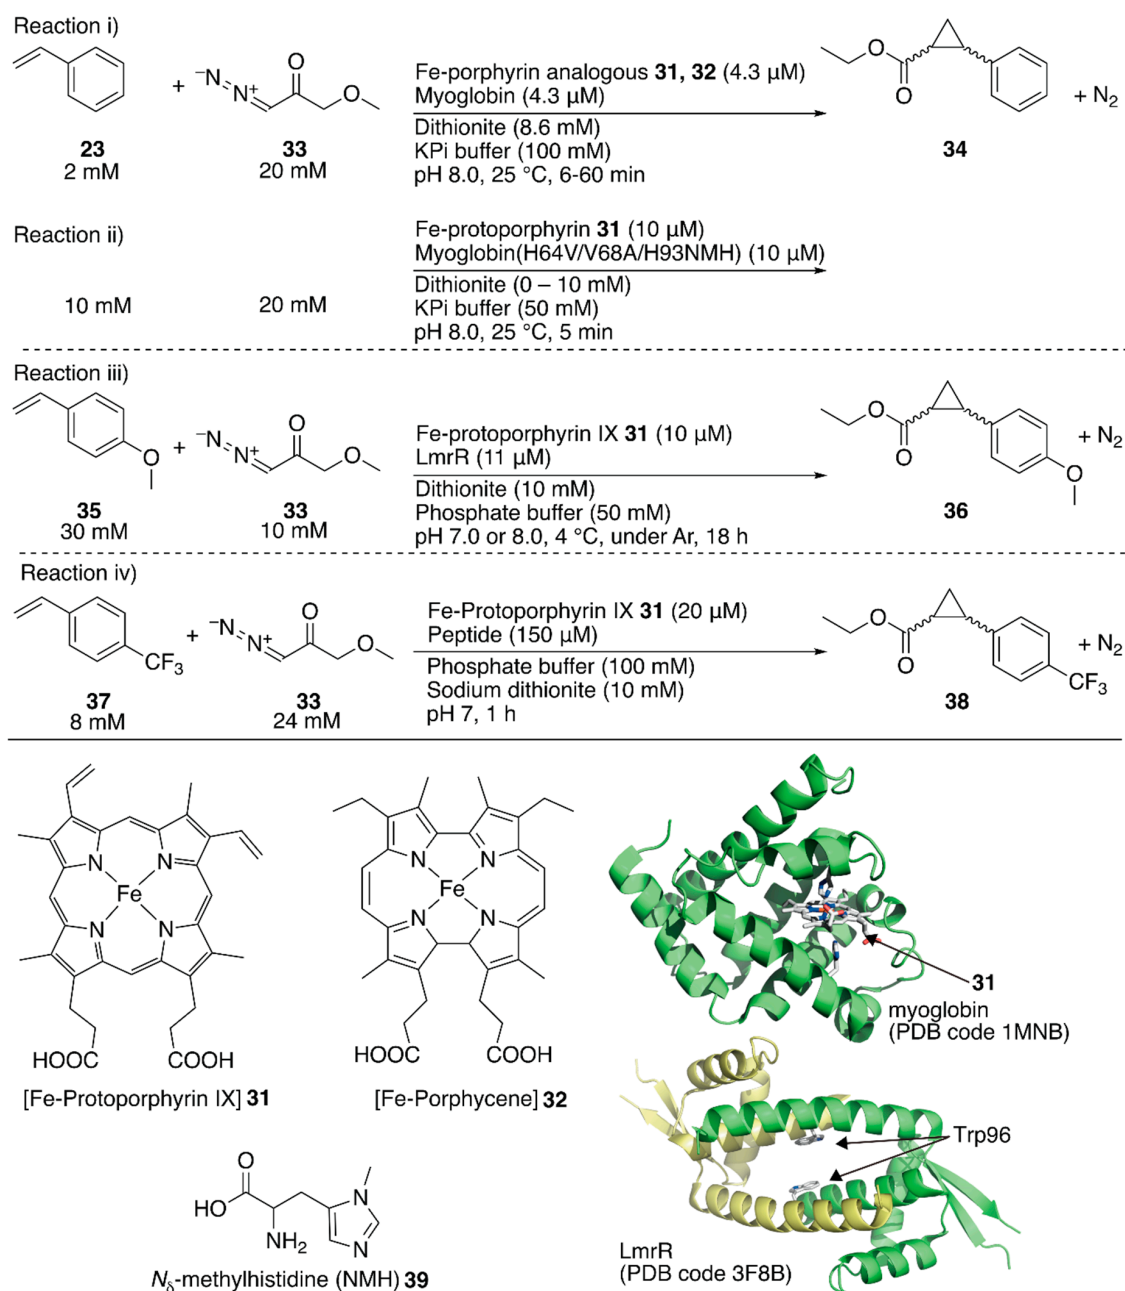 Reaction i)
23
2 mM
+
−N
N+
O
O
33
20 mM
Fe-porphyrin analogous 31, 32 (4.3 µM)
Myoglobin (4.3 µM)
Dithionite (8.6 mM)
KPi buffer (100 mM)
pH 8.0, 25 °C, 6-60 min
O
O
34
+ N2
Reaction ii)
10 mM
20 mM
Fe-protoporphyrin 31 (10 µM)
Myoglobin(H64V/V68A/H93NMH) (10 µM)
Dithionite (0 – 10 mM)
KPi buffer (50 mM)
pH 8.0, 25 °C, 5 min
Reaction iii)
O
35
30 mM
+
−N
N+
O
O
33
10 mM
Fe-protoporphyrin IX 31 (10 µM)
LmrR (11 µM)
Dithionite (10 mM)
Phosphate buffer (50 mM)
pH 7.0 or 8.0, 4 °C, under Ar, 18 h
O
O
O
36
+ N2
Reaction iv)
CF3
37
8 mM
+
−N
N+
O
O
33
24 mM
Fe-Protoporphyrin IX 31 (20 µM)
Peptide (150 µM)
Phosphate buffer (100 mM)
Sodium dithionite (10 mM)
pH 7, 1 h
O
O
CF3
38
+ N2
N N
Fe
N N
HOOC COOH
[Fe-Protoporphyrin IX] 31
N N
Fe
N N
HOOC COOH
[Fe-Porphycene] 32
31
myoglobin
(PDB code 1MNB)
Trp96
LmrR
(PDB code 3F8B)
O
HO
NH2
N
N
Nδ-methylhistidine (NMH) 39